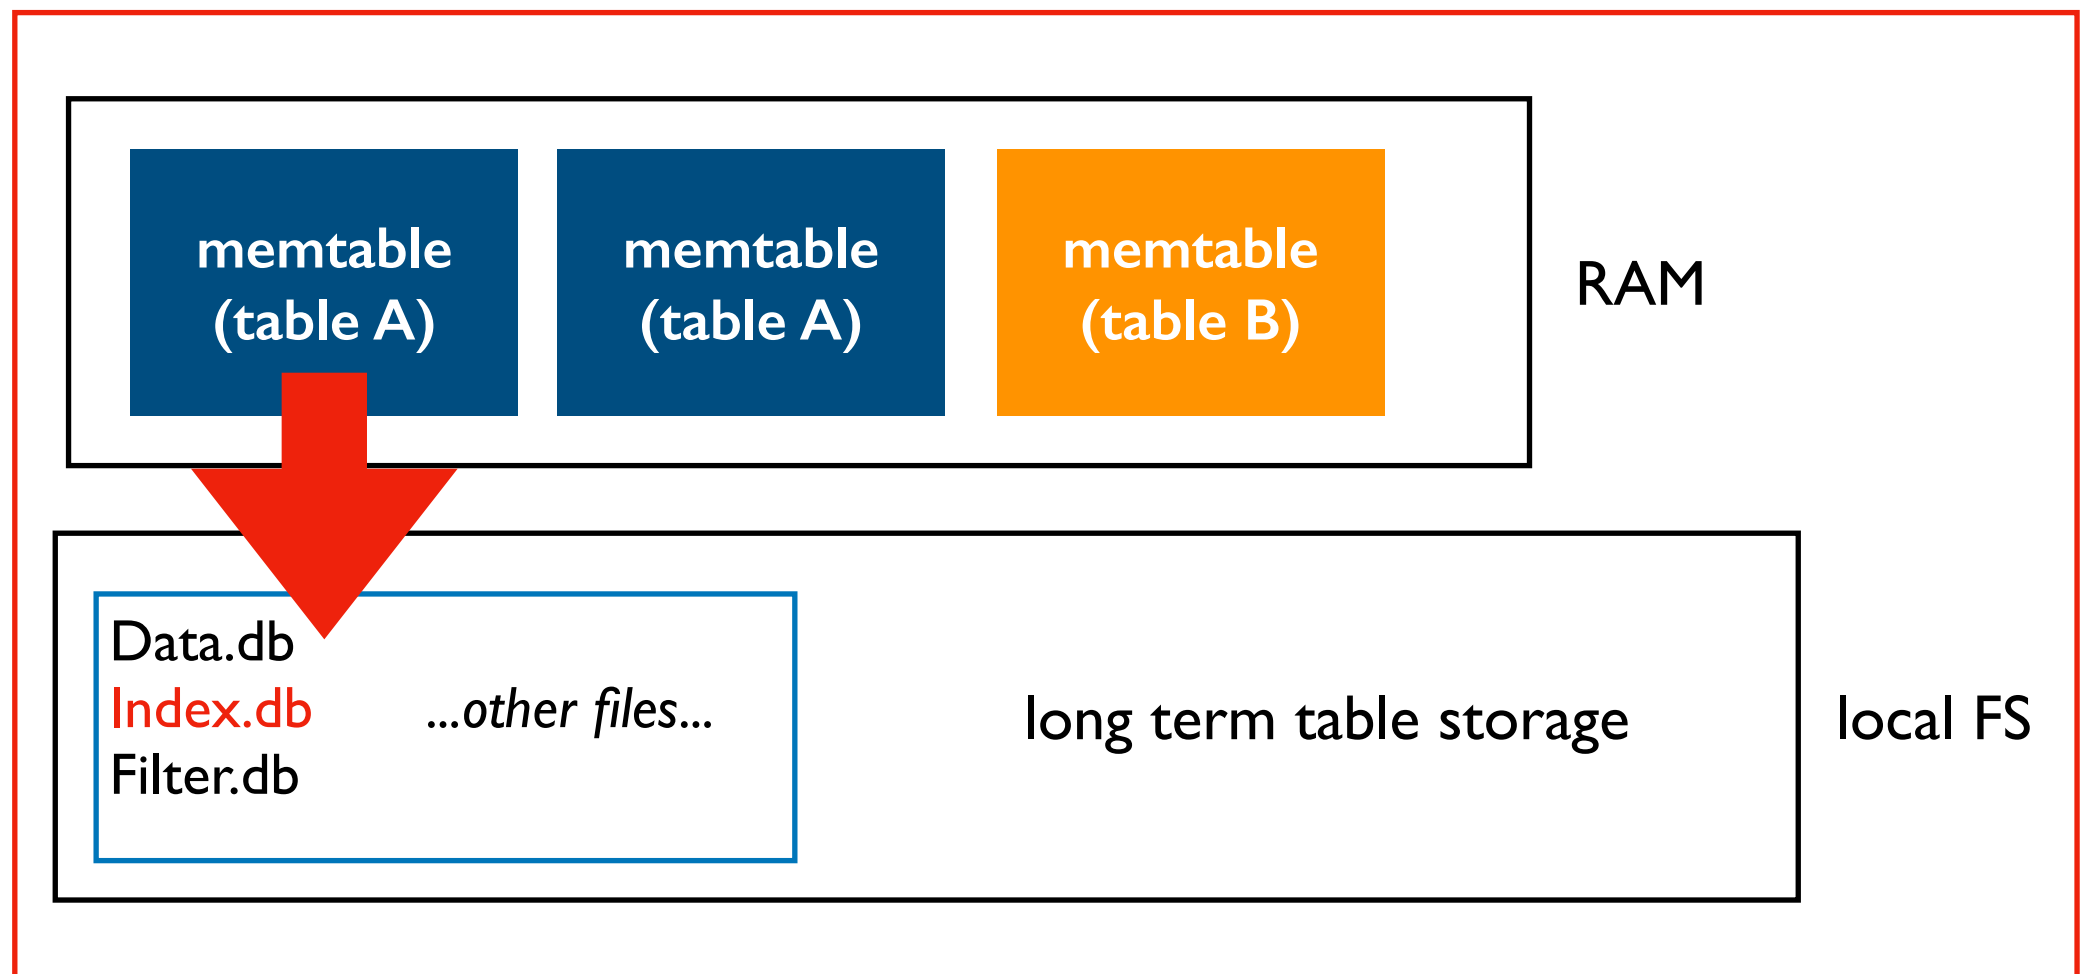 memtable
(table A)
memtable
(table A)
memtable
(table B)
RAM
Data.db
Index.db
Filter.db
...other files...
long term table storage
local FS